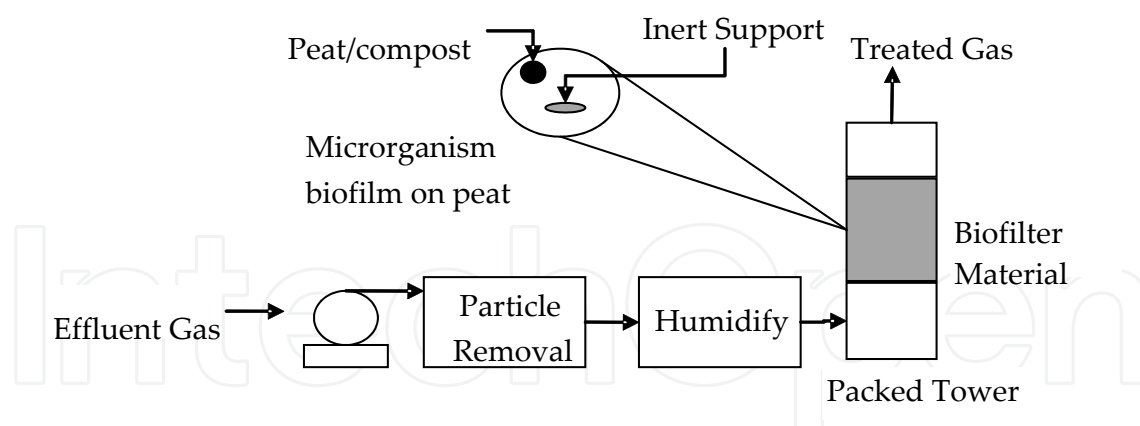 Peat/compost
Inert Support
Treated Gas
Microrganism
biofilm on peat
Biofilter
Material
Effluent Gas
Particle
Removal
Humidify
Packed Tower
IntechOpen